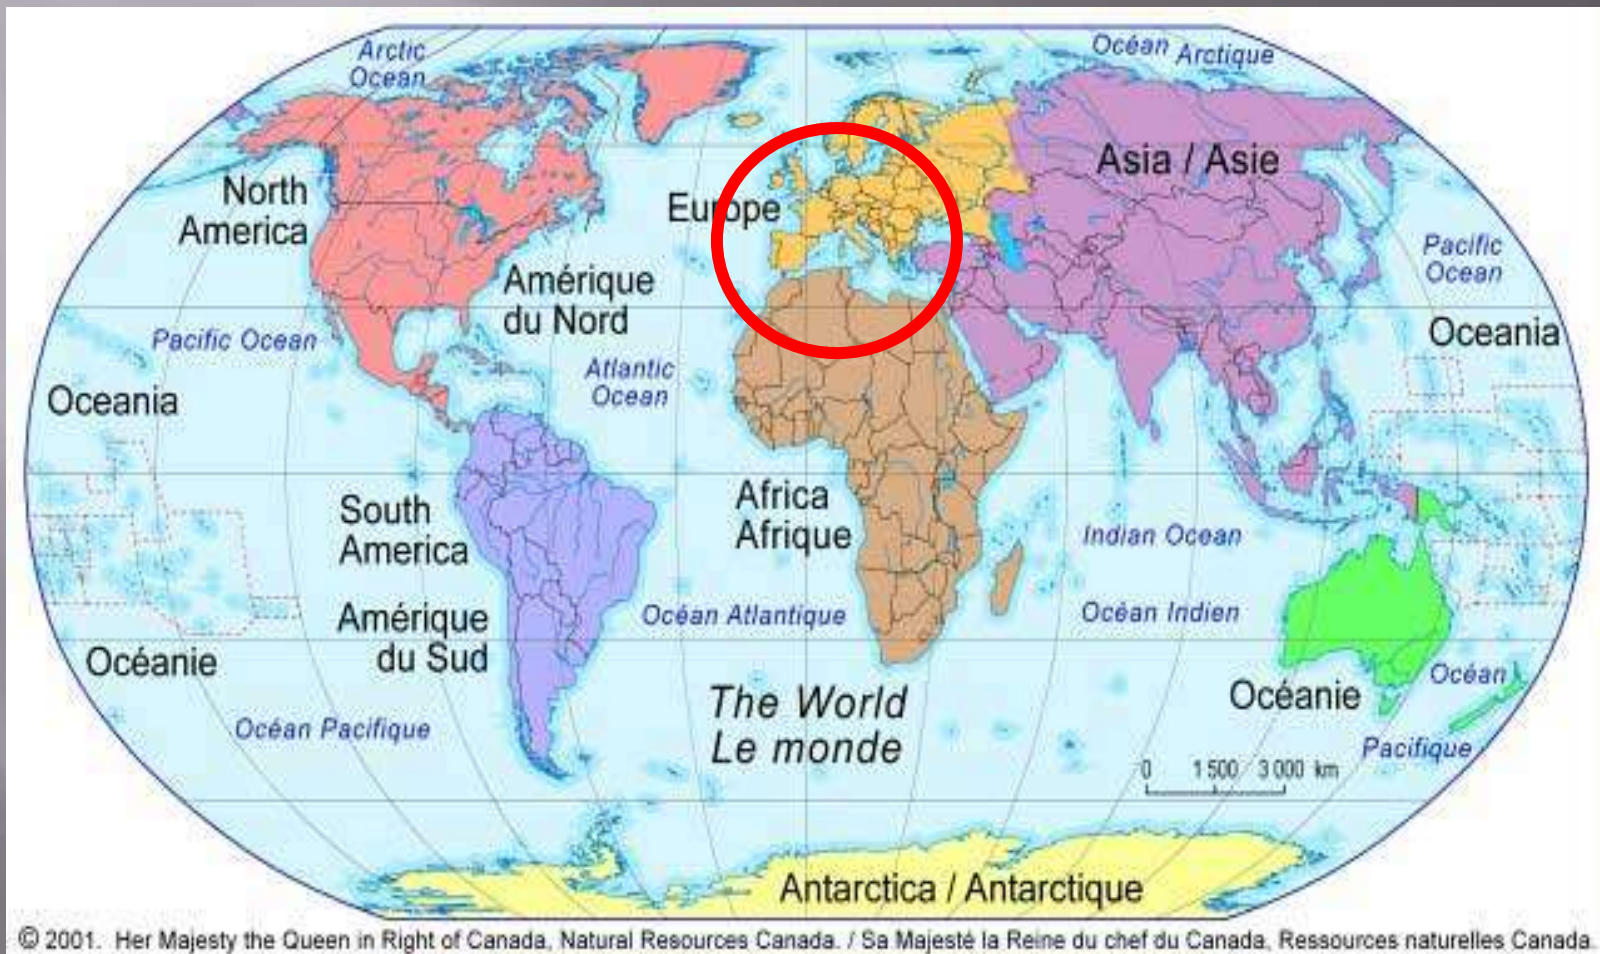 Arctic
Ocean
Océan Arctique
North
America
Europe
Asia / Asie
Amérique
du Nord
Pacific
Ocean
Pacific Ocean
Oceania
Atlantic
Ocean
Oceania
South
America
Africa
Afrique
Indian Ocean
Amérique
du Sud
Océan Atlantique
Océan Indien
Océanie
The World
Le monde
Océanie
Océan
Pacifique
Océan Pacifique
0 1 500 3 000 km
Antarctica / Antarctique
© 2001. Her Majesty the Queen in Right of Canada, Natural Resources Canada. / Sa Majesté la Reine du chef du Canada, Ressources naturelles Canada.